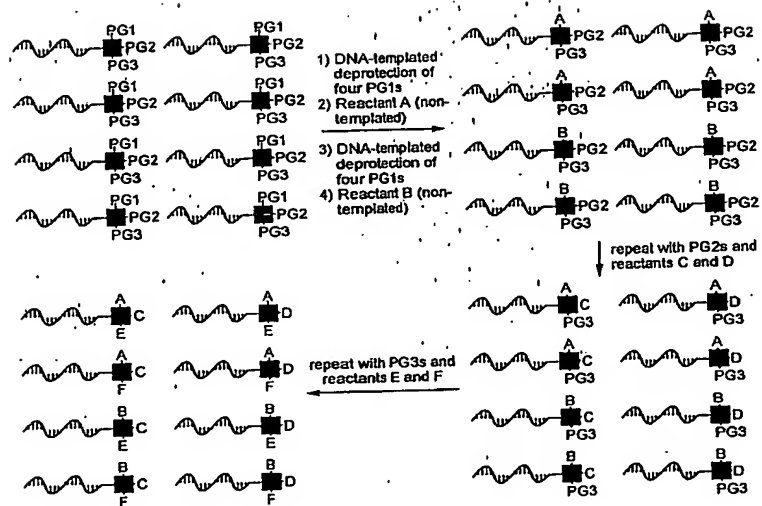 PG1 PG1
PG2 PG2
PG3 PG3
PG1 PG1
PG2 PG2
PG3 PG3
PG1 PG1
PG2 PG2
PG3 PG3
PG1 PG1
PG2 PG2
PG3 PG3
1) DNA-templated
deprotection of
four PG1s
2) Reactant A (non-
templated)
3) DNA-templated
deprotection of
four PG1s
4) Reactant B (non-
templated)
A A
PG2 PG2
PG3 PG3
A A
PG2 PG2
PG3 PG3
B B
PG2 PG2
PG3 PG3
B B
PG2 PG2
PG3 PG3
repeat with PG2s and
reactants C and D
A A
C D
PG3 PG3
A A
C D
PG3 PG3
B B
C D
PG3 PG3
B B
C D
PG3 PG3
repeat with PG3s and
reactants E and F
A A
C D
E E
A A
C D
F F
B B
C D
E E
B B
C D
F F